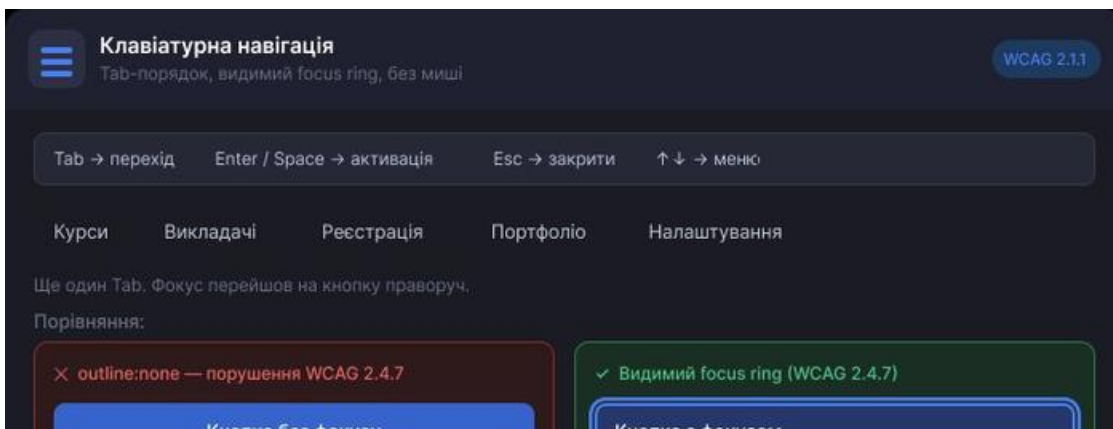 Клавіатурна навігація
Tab-порядок, видимий focus ring, без миші
WCAG 2.1.1
Tab → перехід Enter / Space → активація Esc → закрити ↑↓ → меню
Курси Викладачі Реєстрація Портфоліо Налаштування
Ще один Tab. Фокус перейшов на кнопку праворуч.
Порівняння:
× outline:none — порушення WCAG 2.4.7
✓ Видимий focus ring (WCAG 2.4.7)